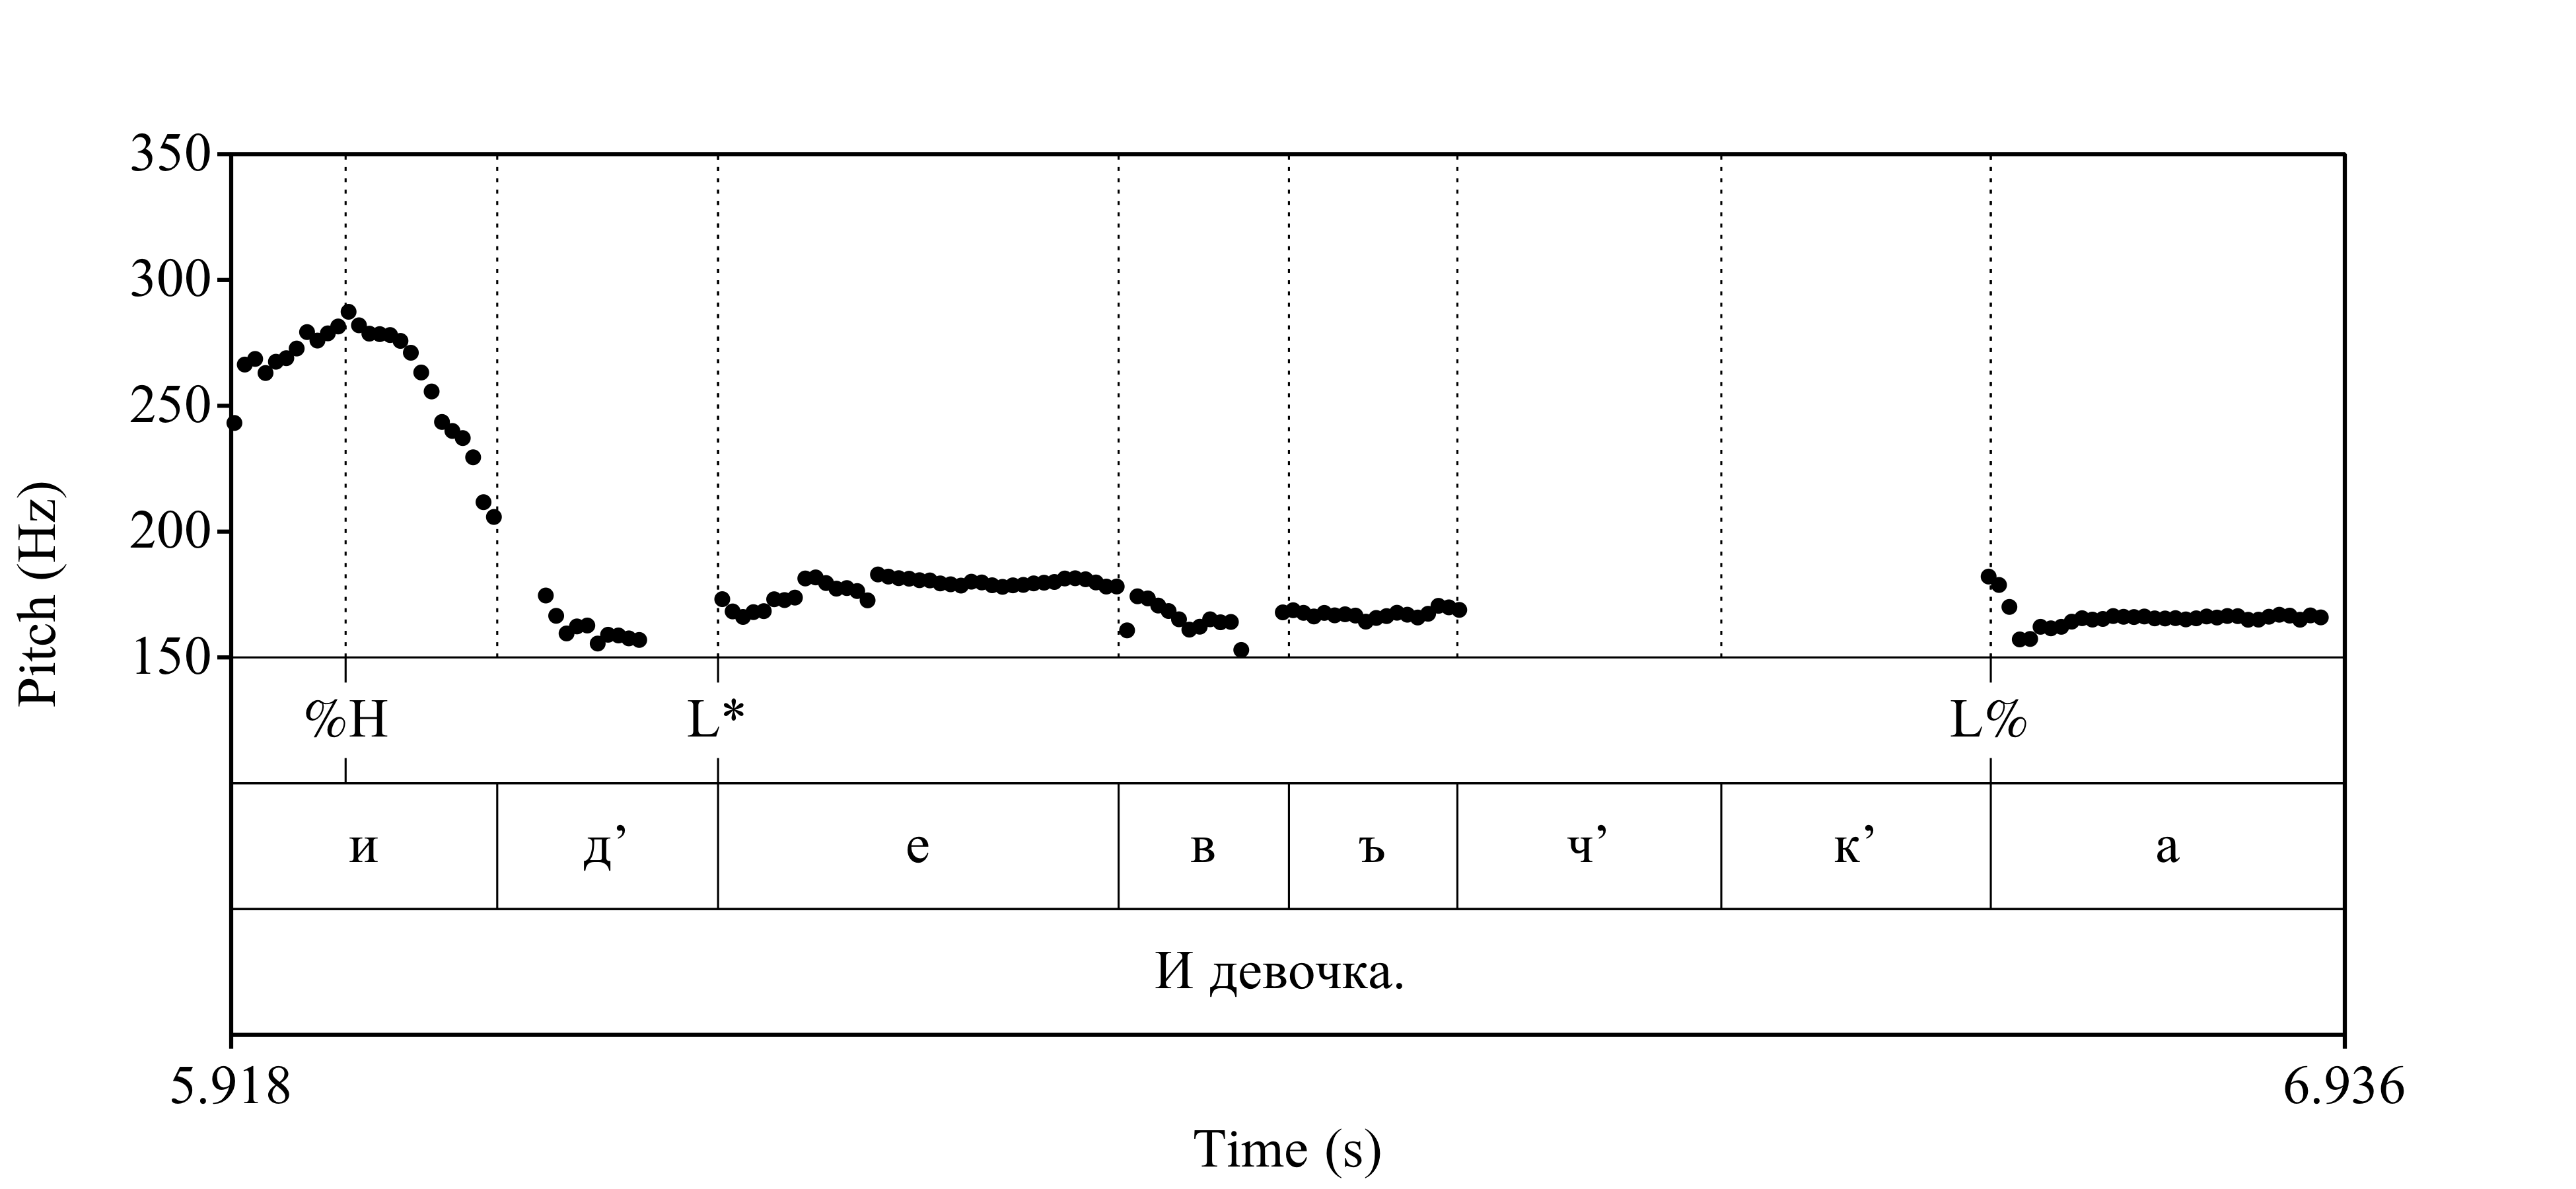 350
300
250
200
150
Pitch (Hz)
%H L* L%
и д’ е в ъ ч’ к’ а
И девочка.
5.918 6.936
Time (s)